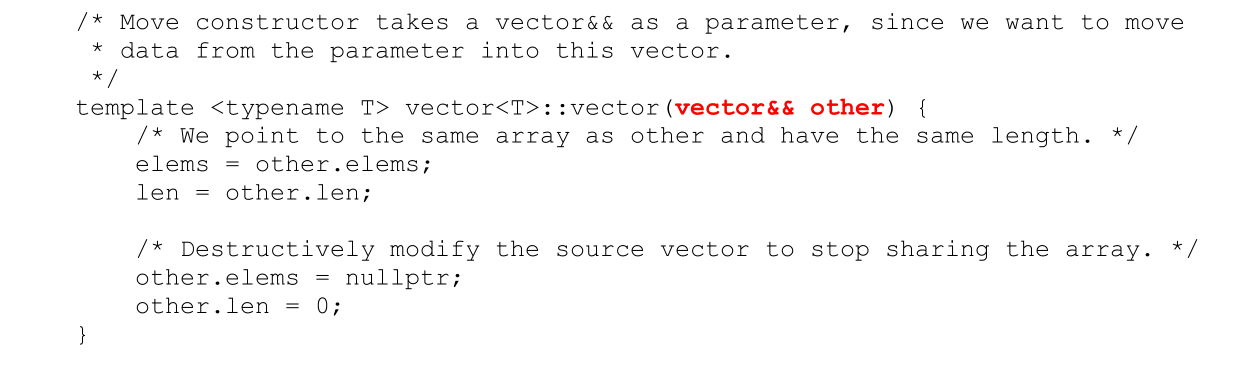 /* Move constructor takes a vector&& as a parameter, since we want to move
 * data from the parameter into this vector.
 */
template <typename T> vector<T>::vector(vector&& other) {
    /* We point to the same array as other and have the same length. */
    elems = other.elems;
    len = other.len;

    /* Destructively modify the source vector to stop sharing the array. */
    other.elems = nullptr;
    other.len = 0;
}